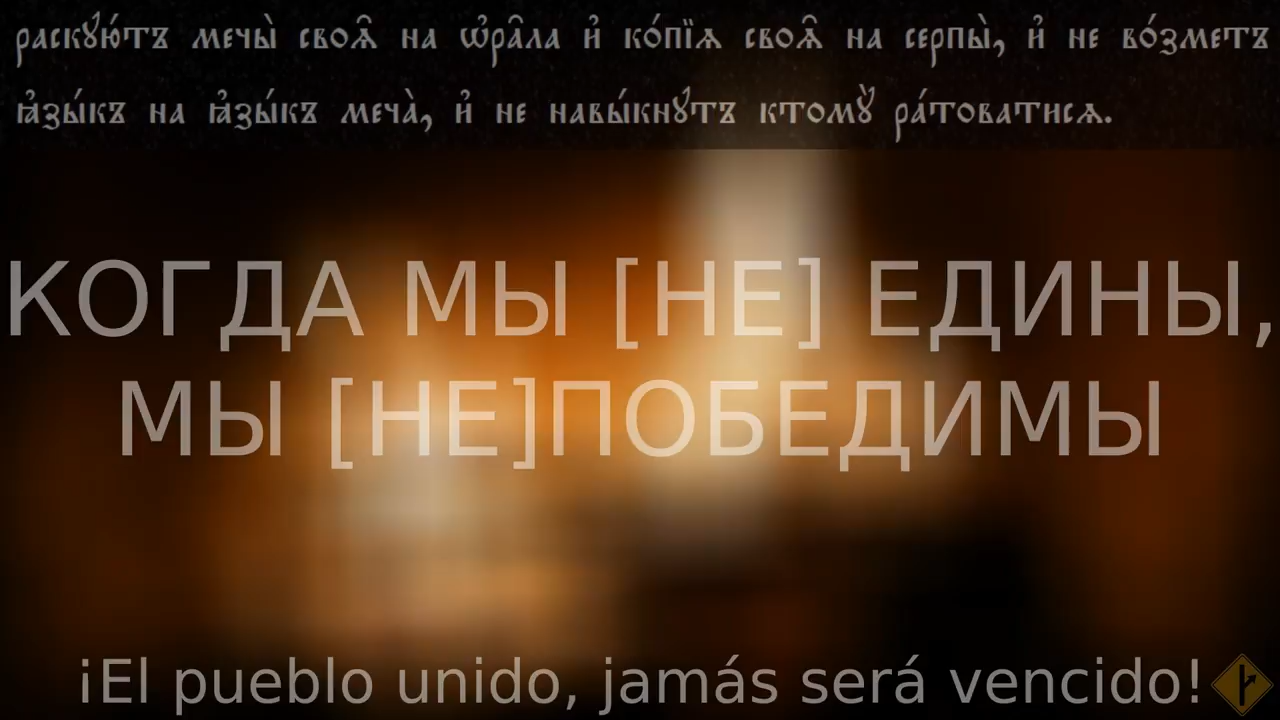 раскꙋю́тъ мечы̀ своѧ̑ на ѡ҆ра̑ла и҆ ко́пїѧ своѧ̑ на серпы̀, и҆ не во́зметъ
ꙗ҆зы́къ на ꙗ҆зы́къ меча̀, и҆ не навы́кнꙋтъ ктомꙋ̀ ра́товатисѧ.
КОГДА МЫ [НЕ] ЕДИНЫ,
МЫ [НЕ]ПОБЕДИМЫ
¡El pueblo unido, jamás será vencido!